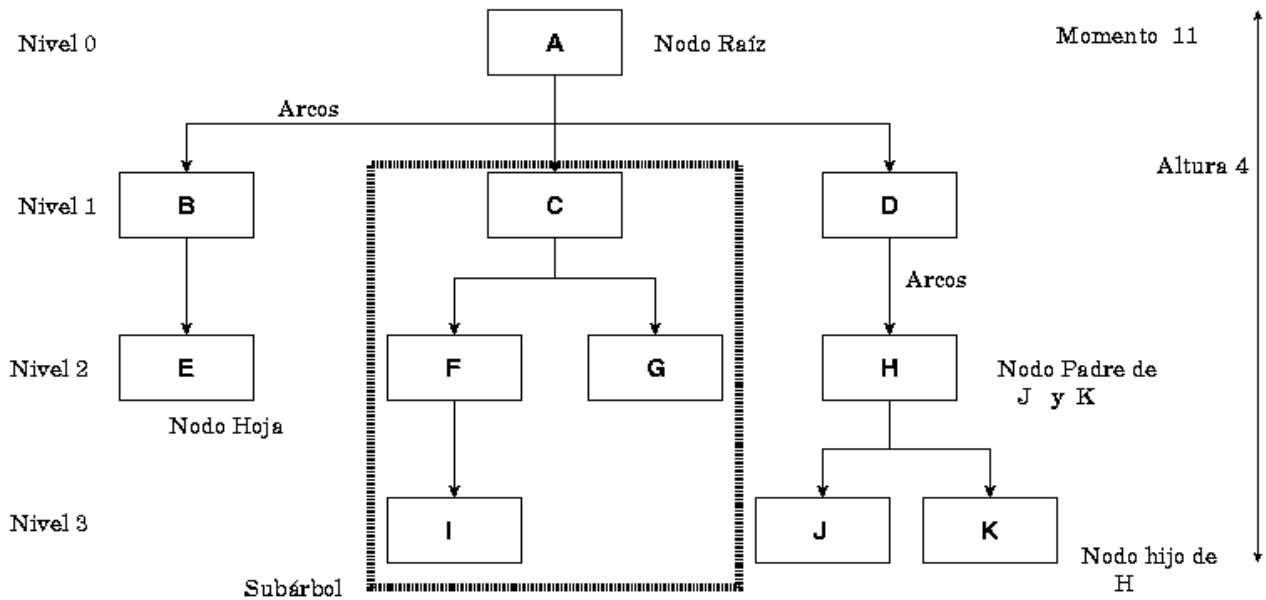 Nivel 0
A
Nodo Raíz
Momento 11
Arcos
Altura 4
Nivel 1
B
C
D
Arcos
Nivel 2
E
F
G
H
Nodo Padre de
J y K
Nodo Hoja
Nivel 3
I
J
K
Nodo hijo de
H
Subárbol